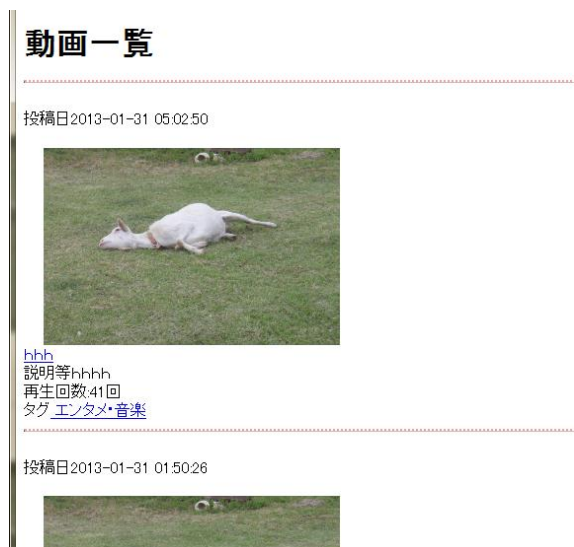 動画一覧
投稿日2013-01-31 05:02:50
hhh
説明等hhhh
再生回数:41回
タグ エンタメ・音楽
投稿日2013-01-31 01:50:26